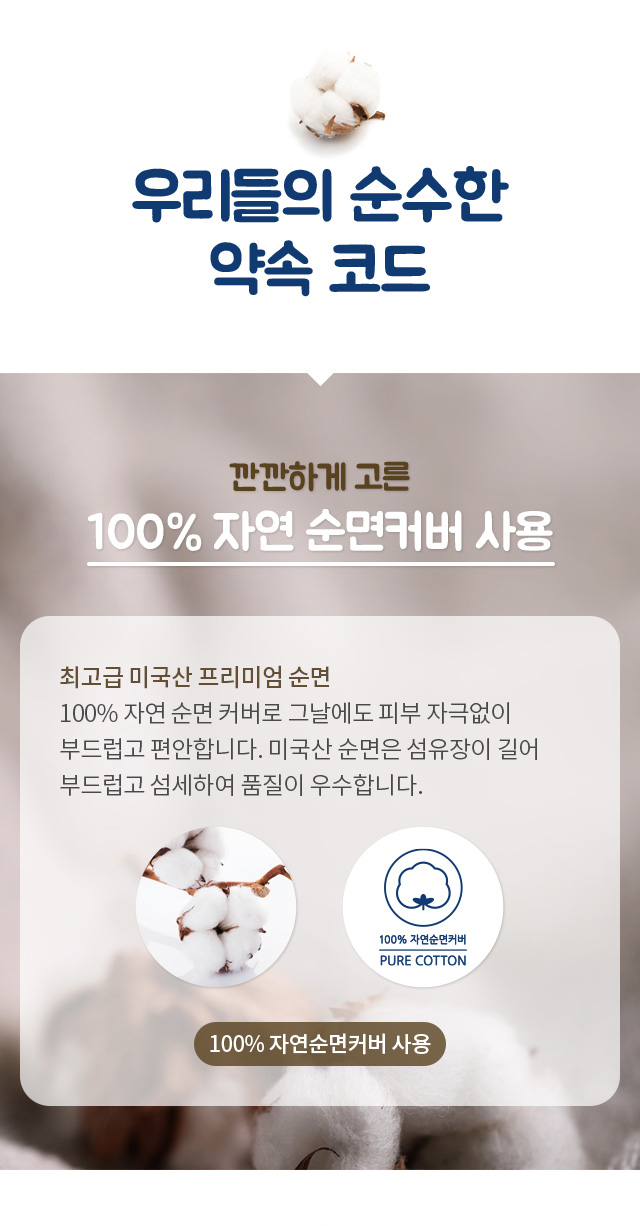 우리들의 순수한
약속 코드
깐깐하게 고른
100% 자연 순면커버 사용
최고급 미국산 프리미엄 순면
100% 자연 순면 커버로 그날에도 피부 자극없이
부드럽고 편안합니다. 미국산 순면은 섬유장이 길어
부드럽고 섬세하여 품질이 우수합니다.
100% 자연순면커버
PURE COTTON
100% 자연순면커버 사용